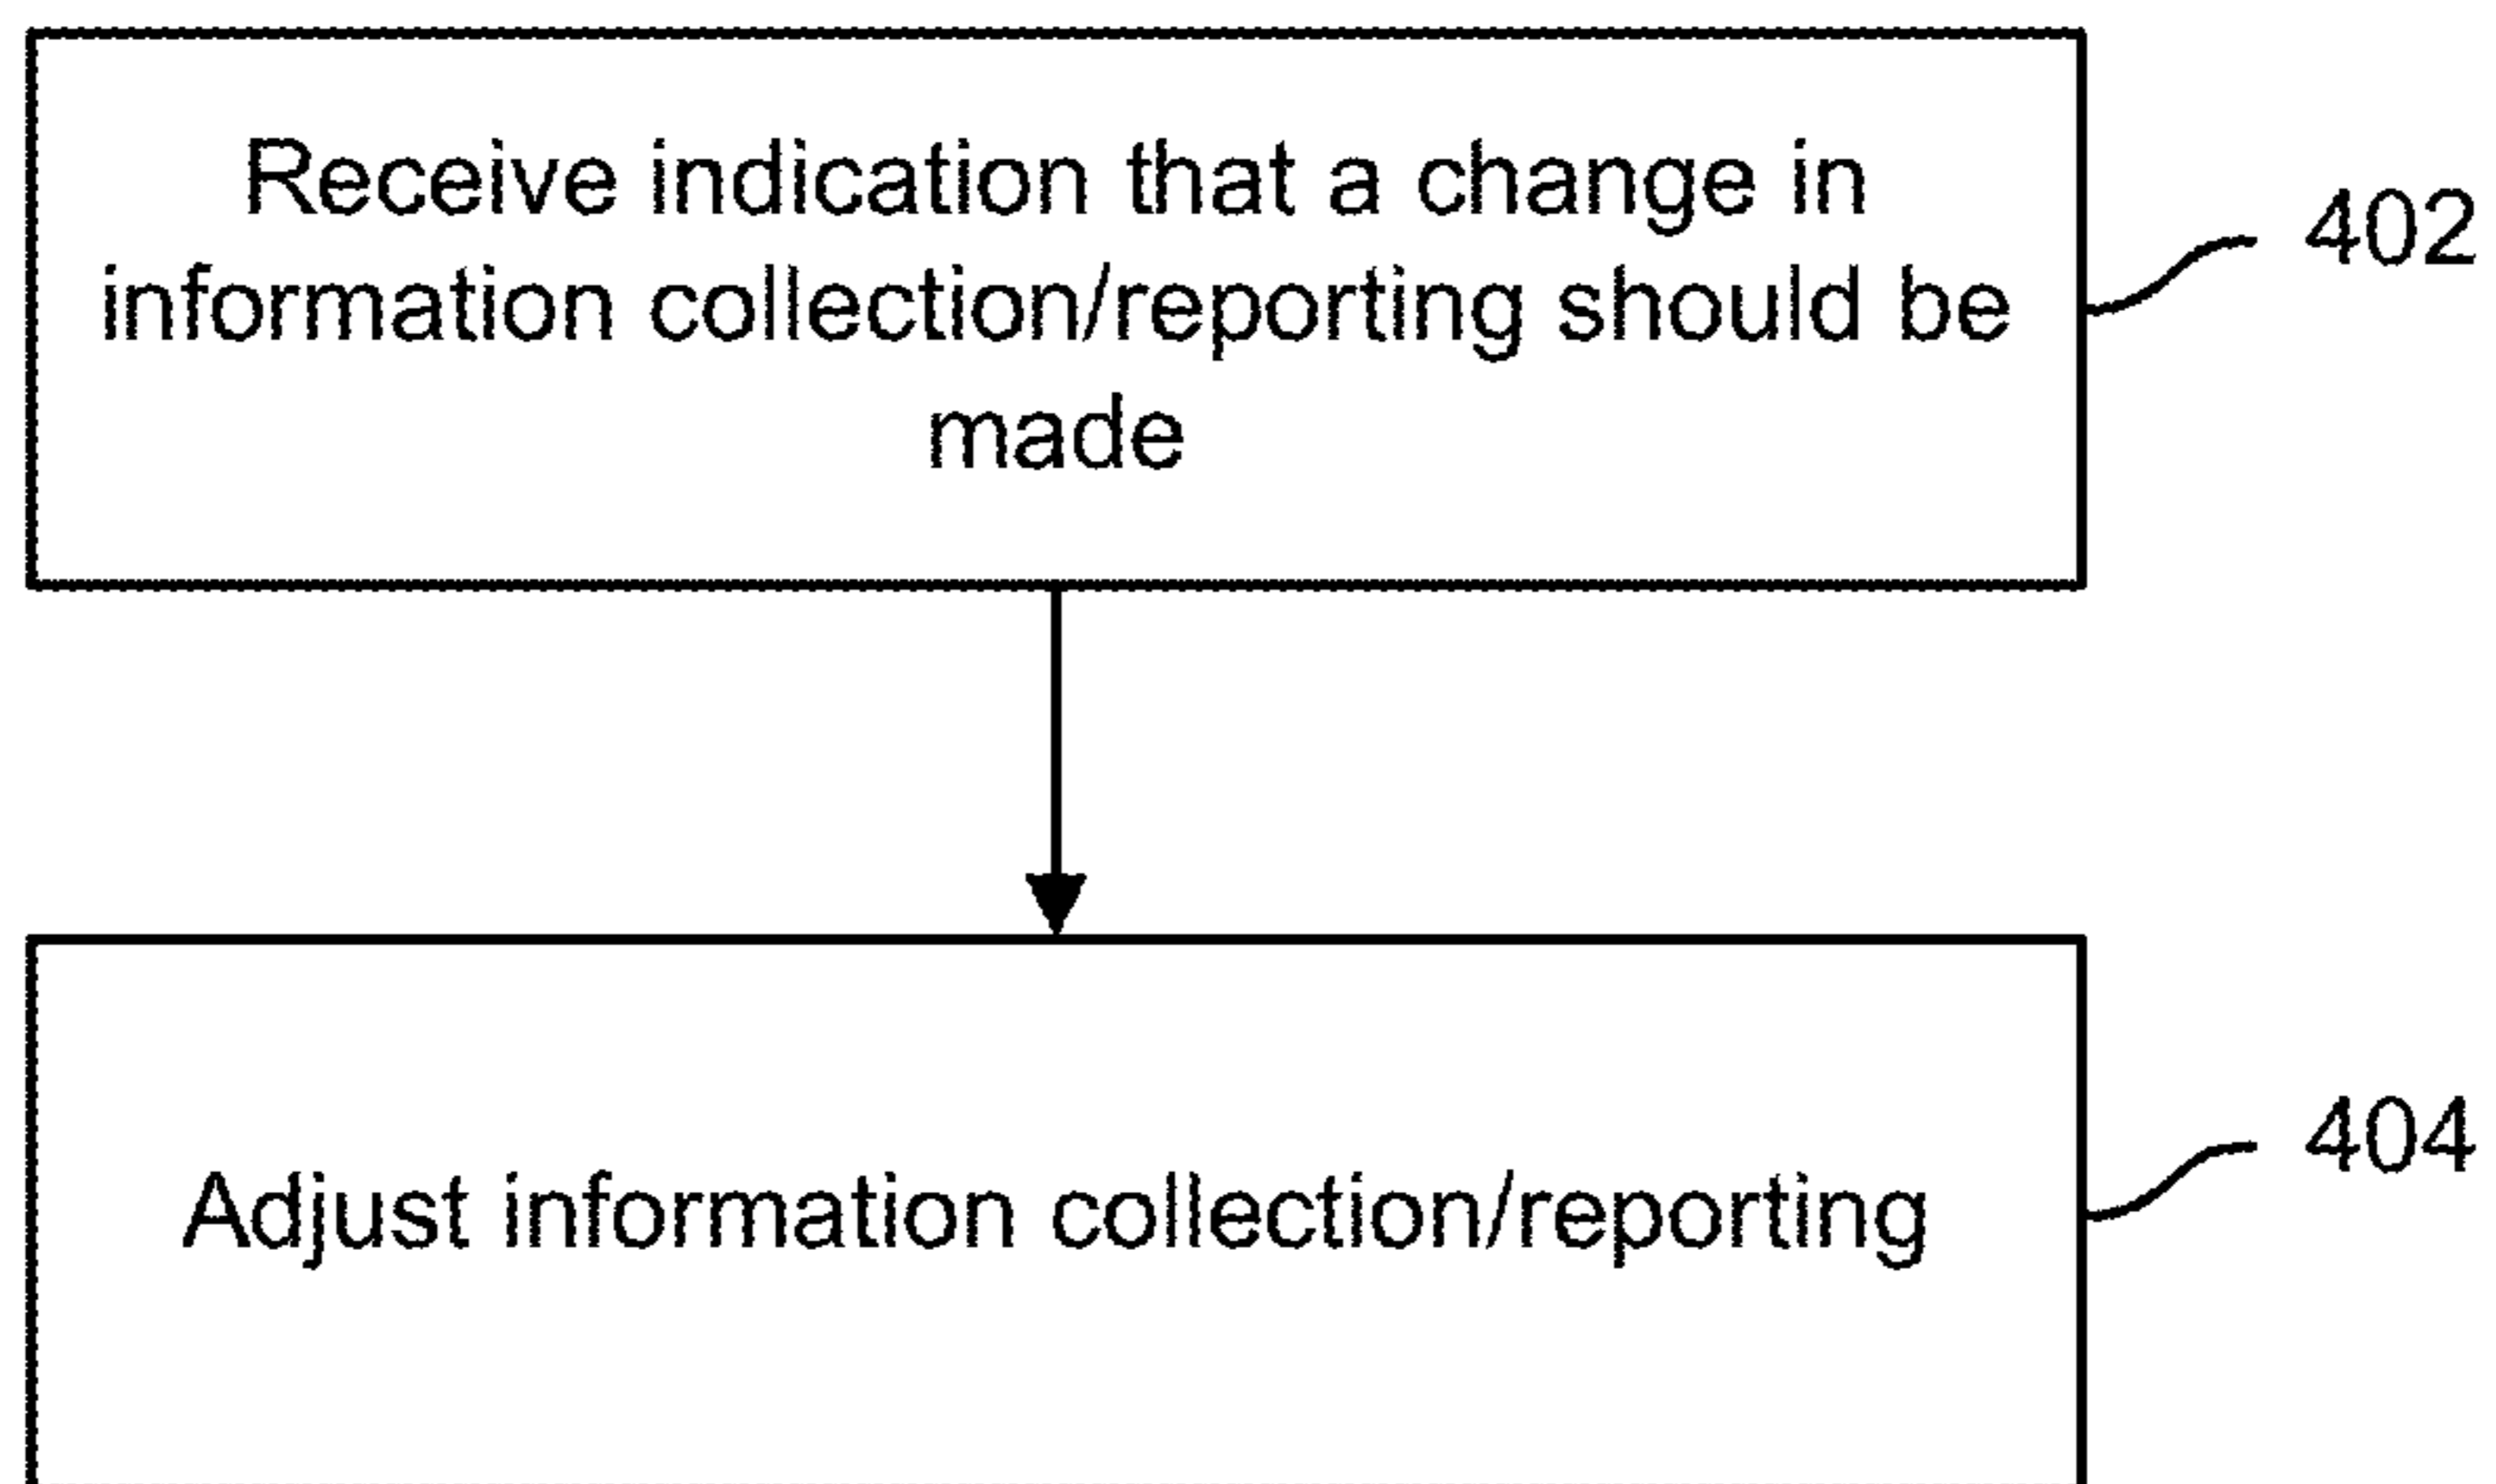 Receive indication that a change in
information collection/reporting should be
made
402
Adjust information collection/reporting
404